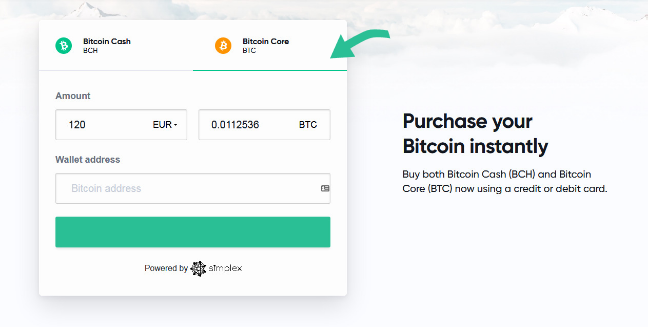 Bitcoin Cash
BCH
Bitcoin Core
BTC
Amount
120 EUR
0.0112536 BTC
Wallet address
Bitcoin address
Powered by simplex
Purchase your
Bitcoin instantly
Buy both Bitcoin Cash (BCH) and Bitcoin
Core (BTC) now using a credit or debit card.